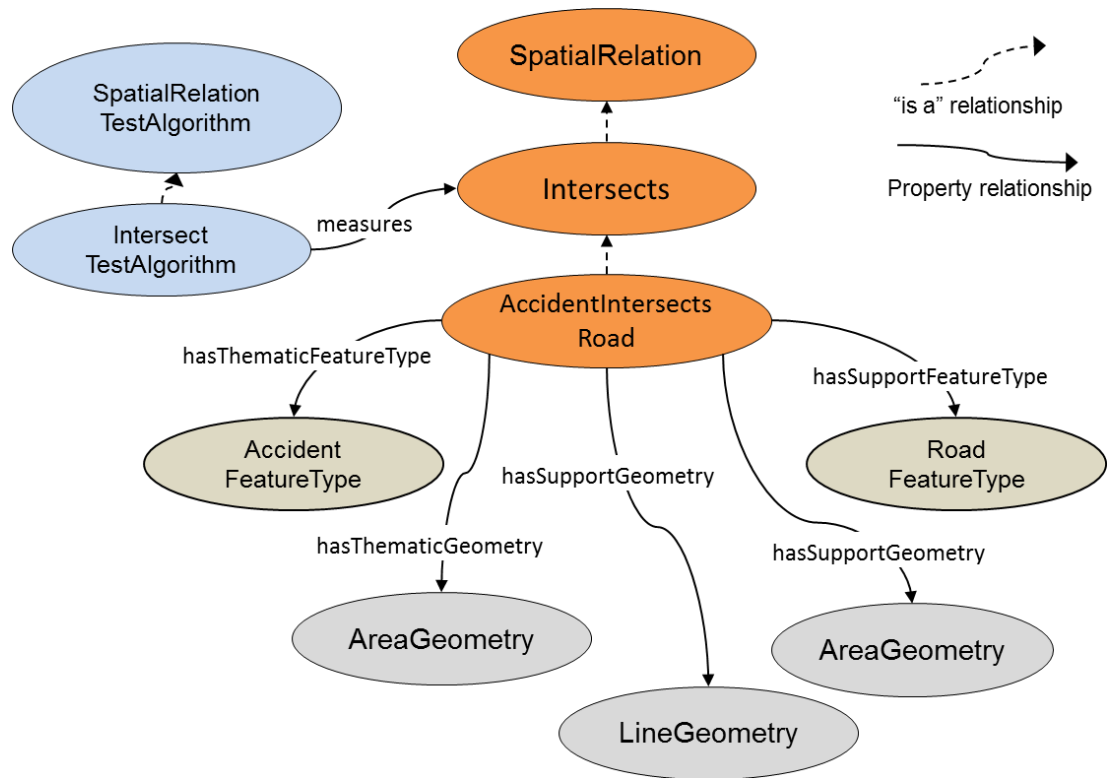 SpatialRelation
SpatialRelation
TestAlgorithm
"is a" relationship
Intersects
Property relationship
measures
Intersect
TestAlgorithm
AccidentIntersects
Road
hasThematicFeatureType
hasSupportFeatureType
Accident
FeatureType
Road
FeatureType
hasSupportGeometry
hasThematicGeometry
hasSupportGeometry
AreaGeometry
AreaGeometry
LineGeometry